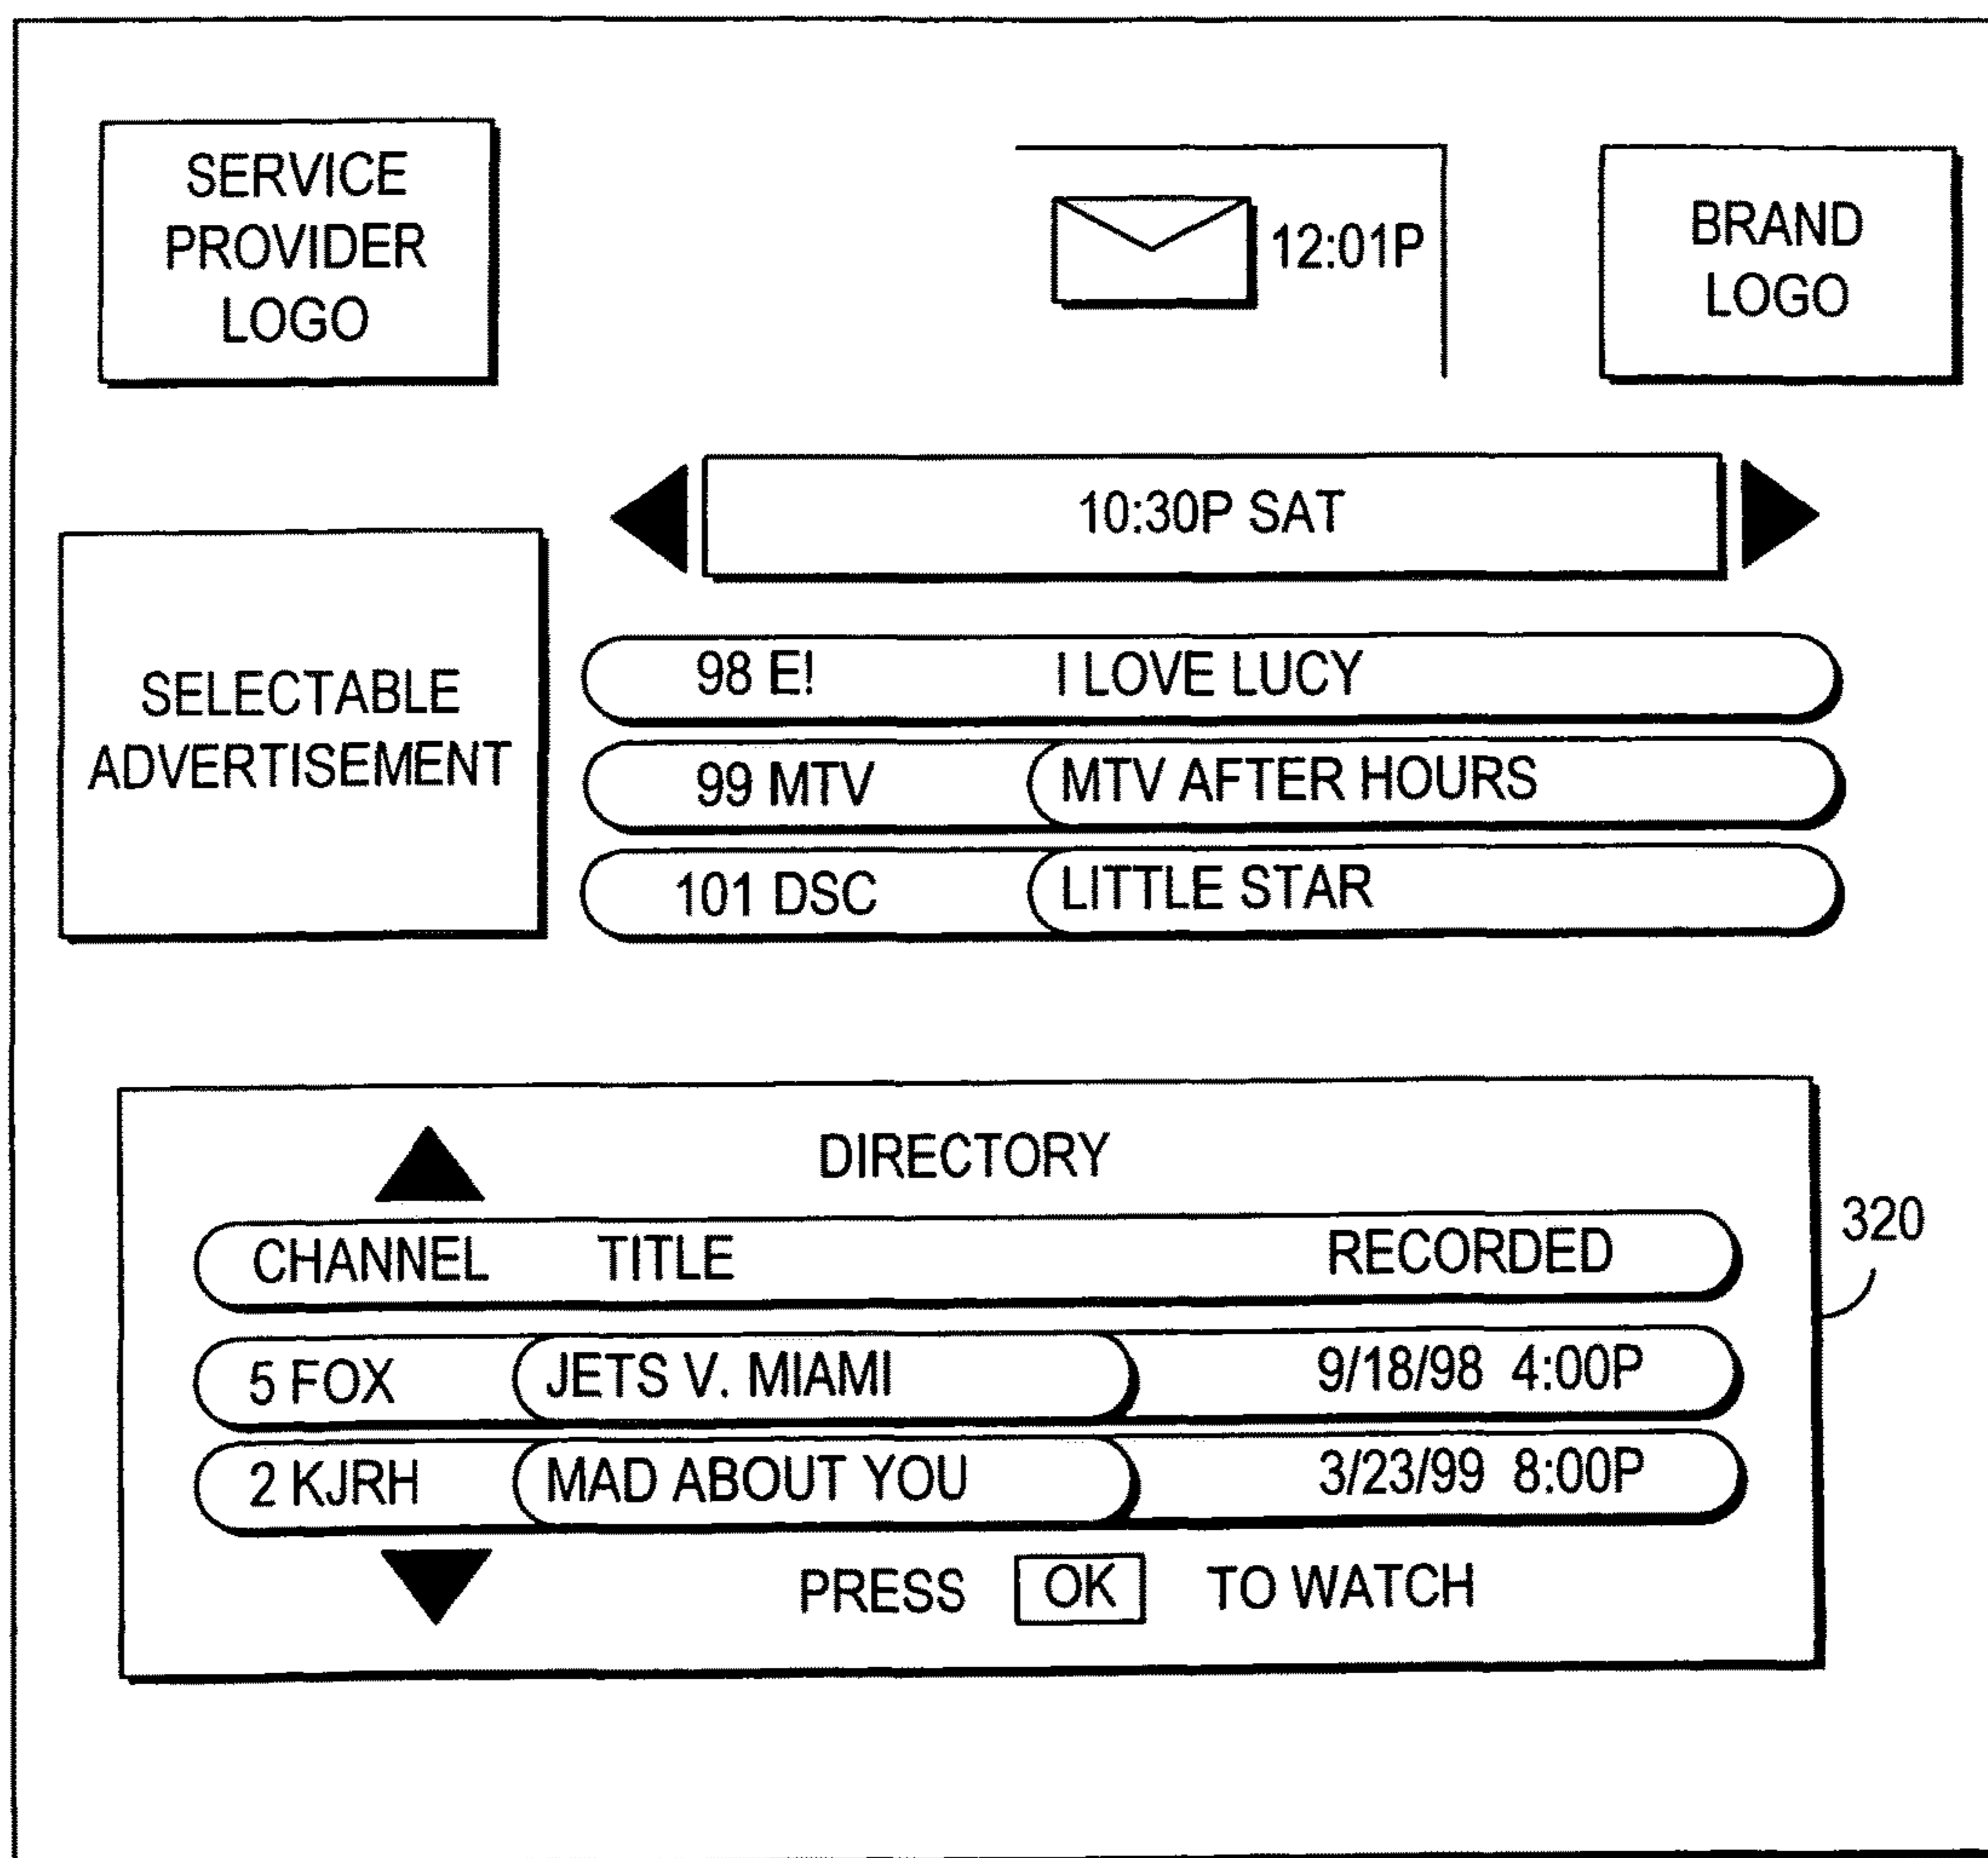 SERVICE
PROVIDER
LOGO
12:01P
BRAND
LOGO
10:30P SAT
SELECTABLE
ADVERTISEMENT
98 E! I LOVE LUCY
99 MTV MTV AFTER HOURS
101 DSC LITTLE STAR
DIRECTORY
CHANNEL TITLE RECORDED
320
5 FOX JETS V. MIAMI 9/18/98 4:00P
2 KJRH MAD ABOUT YOU 3/23/99 8:00P
PRESS OK TO WATCH